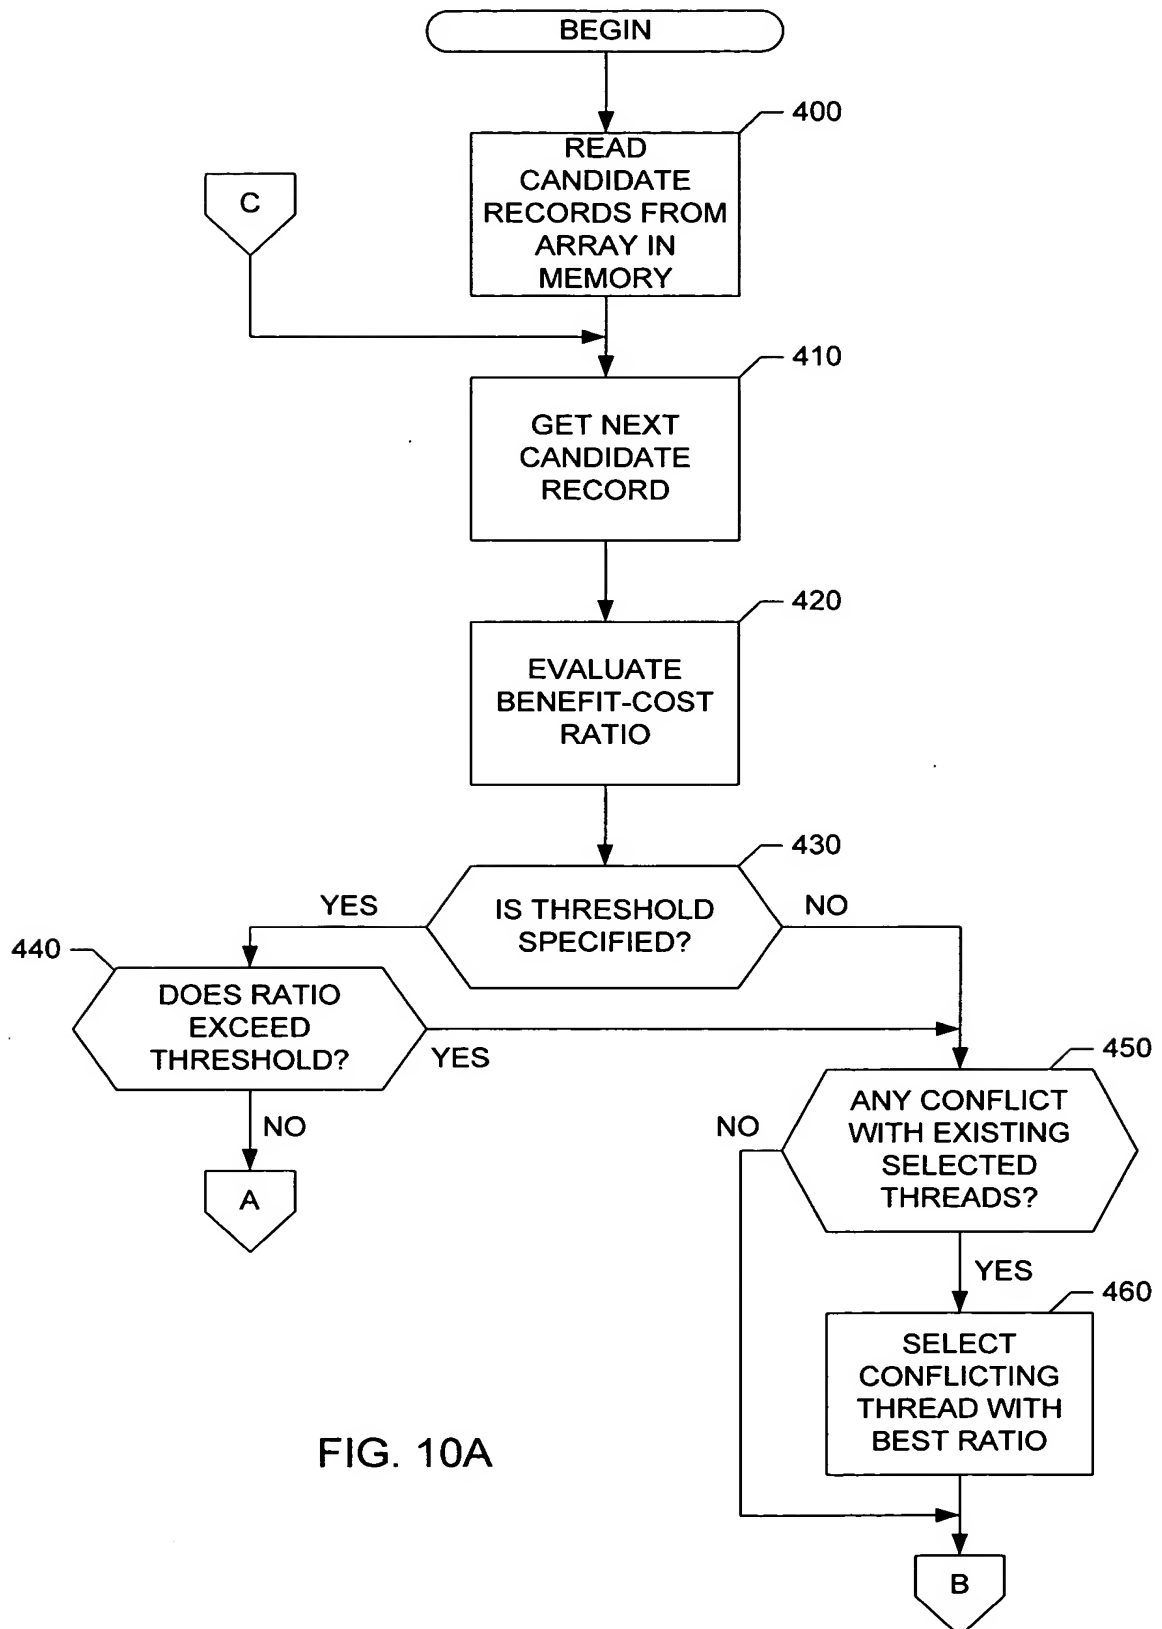 BEGIN
400
READ
CANDIDATE
RECORDS FROM
ARRAY IN
MEMORY
C
410
GET NEXT
CANDIDATE
RECORD
420
EVALUATE
BENEFIT-COST
RATIO
430
YES
IS THRESHOLD
SPECIFIED?
NO
440
DOES RATIO
EXCEED
THRESHOLD?
YES
NO
A
450
ANY CONFLICT
WITH EXISTING
SELECTED
THREADS?
NO
YES
460
SELECT
CONFLICTING
THREAD WITH
BEST RATIO
FIG. 10A
B